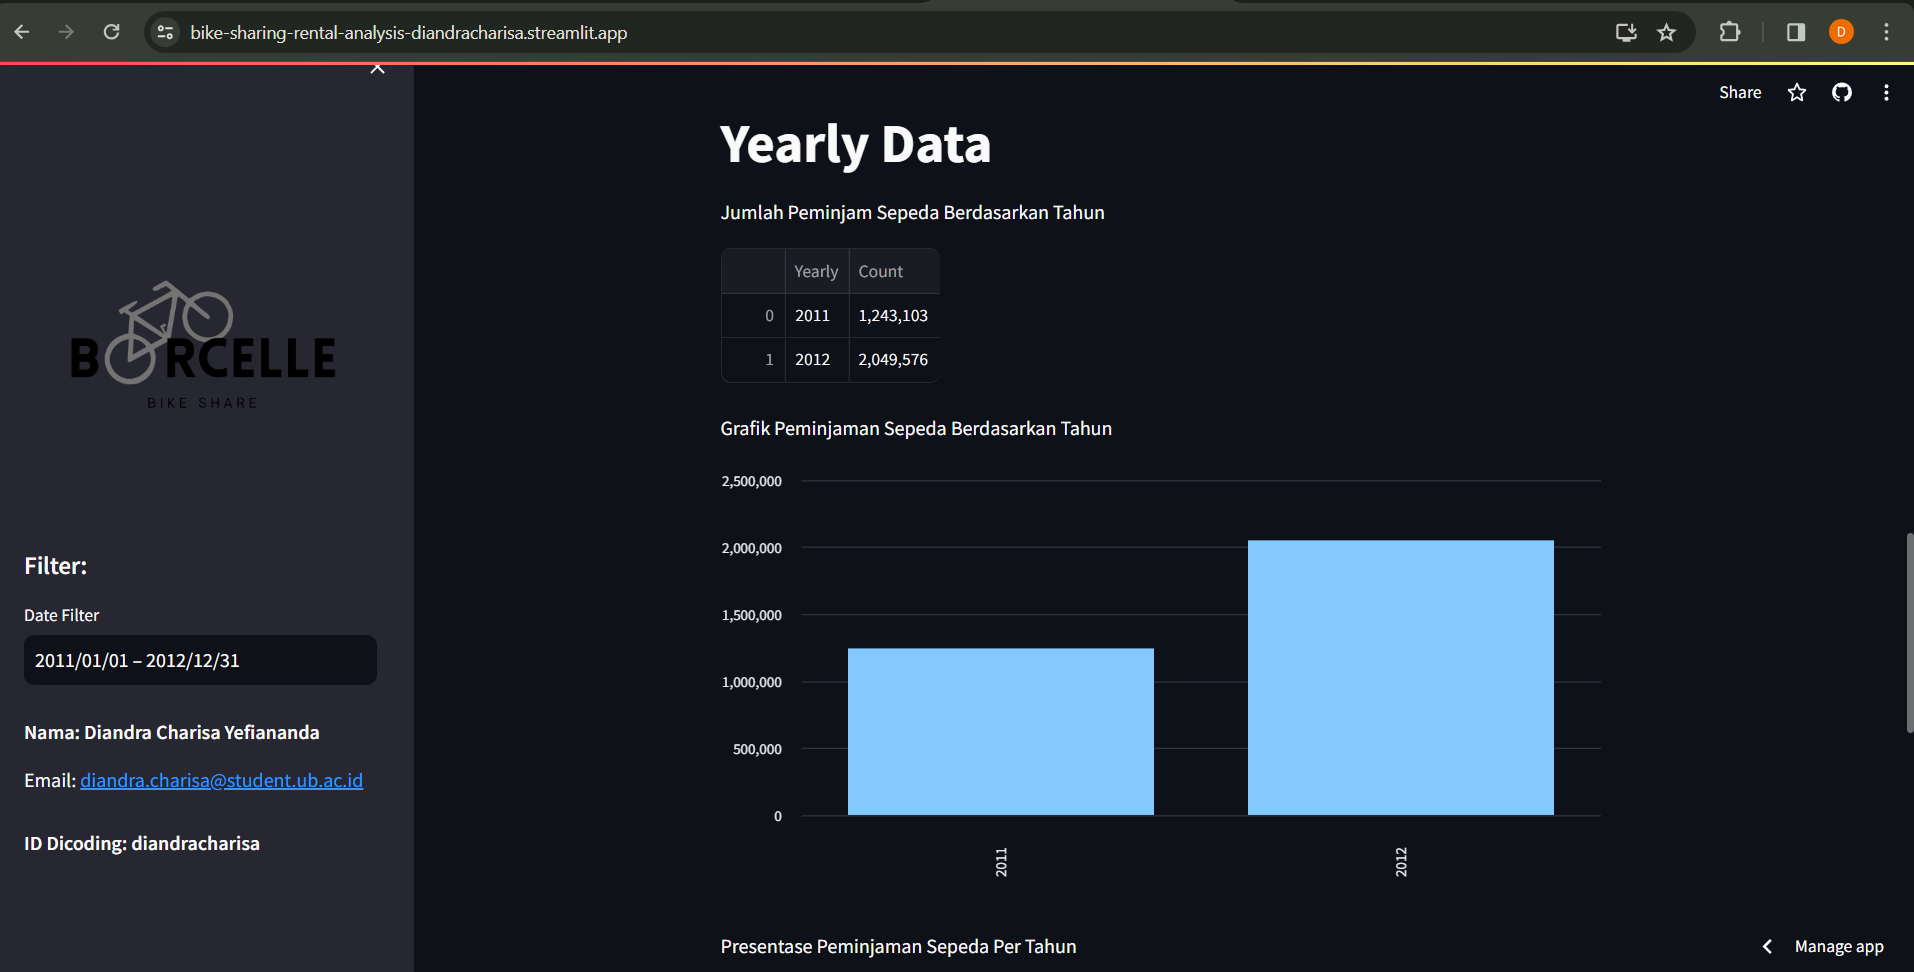 bike-sharing-rental-analysis-diandracharisa.streamlit.app
D
Share
BORCELLE
BIKE SHARE
Filter:
Date Filter
2011/01/01 – 2012/12/31
Nama: Diandra Charisa Yefiananda
Email: diandra.charisa@student.ub.ac.id
ID Dicoding: diandracharisa
Yearly Data
Jumlah Peminjam Sepeda Berdasarkan Tahun
Yearly Count
0 2011 1,243,103
1 2012 2,049,576
Grafik Peminjaman Sepeda Berdasarkan Tahun
2,500,000
2,000,000
1,500,000
1,000,000
500,000
0
2011 2012
Presentase Peminjaman Sepeda Per Tahun
Manage app